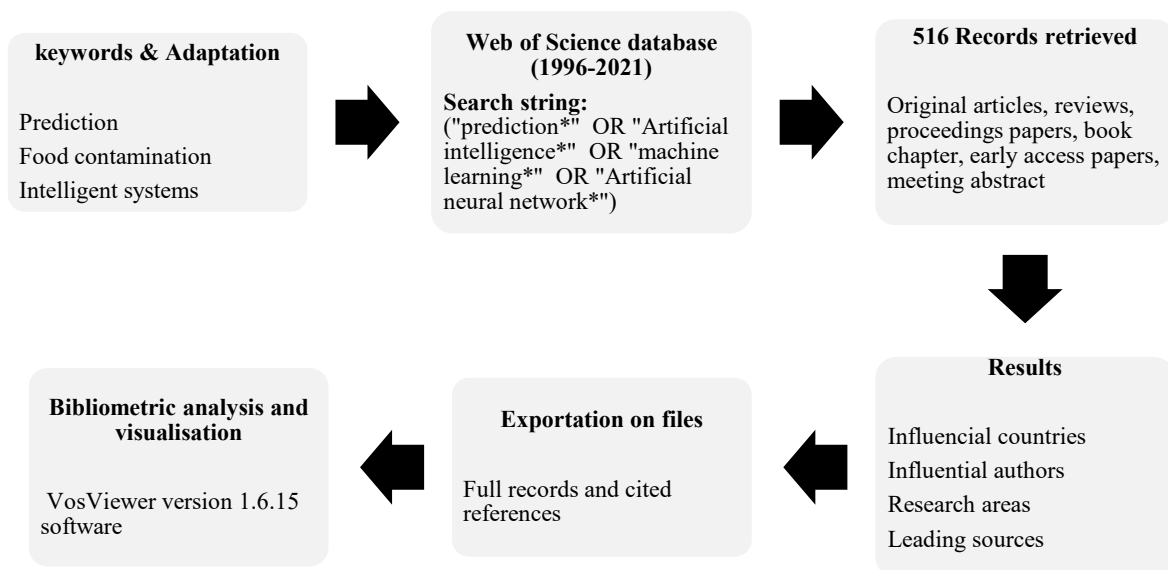 keywords & Adaptation
Prediction
Food contamination
Intelligent systems
Web of Science database
(1996-2021)
Search string:
("prediction*" OR "Artificial
intelligence*" OR "machine
learning*" OR "Artificial
neural network*")
516 Records retrieved
Original articles, reviews,
proceedings papers, book
chapter, early access papers,
meeting abstract
Results
Influencial countries
Influential authors
Research areas
Leading sources
Exportation on files
Full records and cited
references
Bibliometric analysis and
visualisation
VosViewer version 1.6.15
software